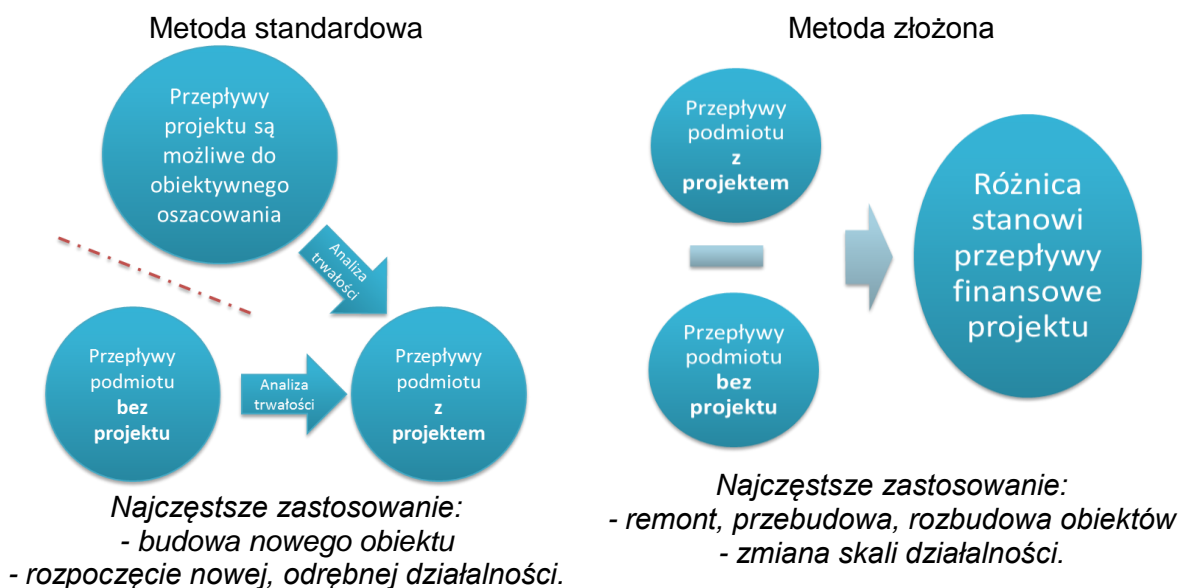 Metoda standardowa
Przepływy
projektu są
możliwe do
obiektywnego
oszacowania
Analiza
trwałości
Przepływy
podmiotu
bez
projektu
Analiza
trwałości
Przepływy
podmiotu
z
projektem
Najczęstsze zastosowanie:
- budowa nowego obiektu
- rozpoczęcie nowej, odrębnej działalności.
Metoda złożona
Przepływy
podmiotu
z
projektem
Przepływy
podmiotu
bez
projektu
Różnica
stanowi
przepływy
finansowe
projektu
Najczęstsze zastosowanie:
- remont, przebudowa, rozbudowa obiektów
- zmiana skali działalności.